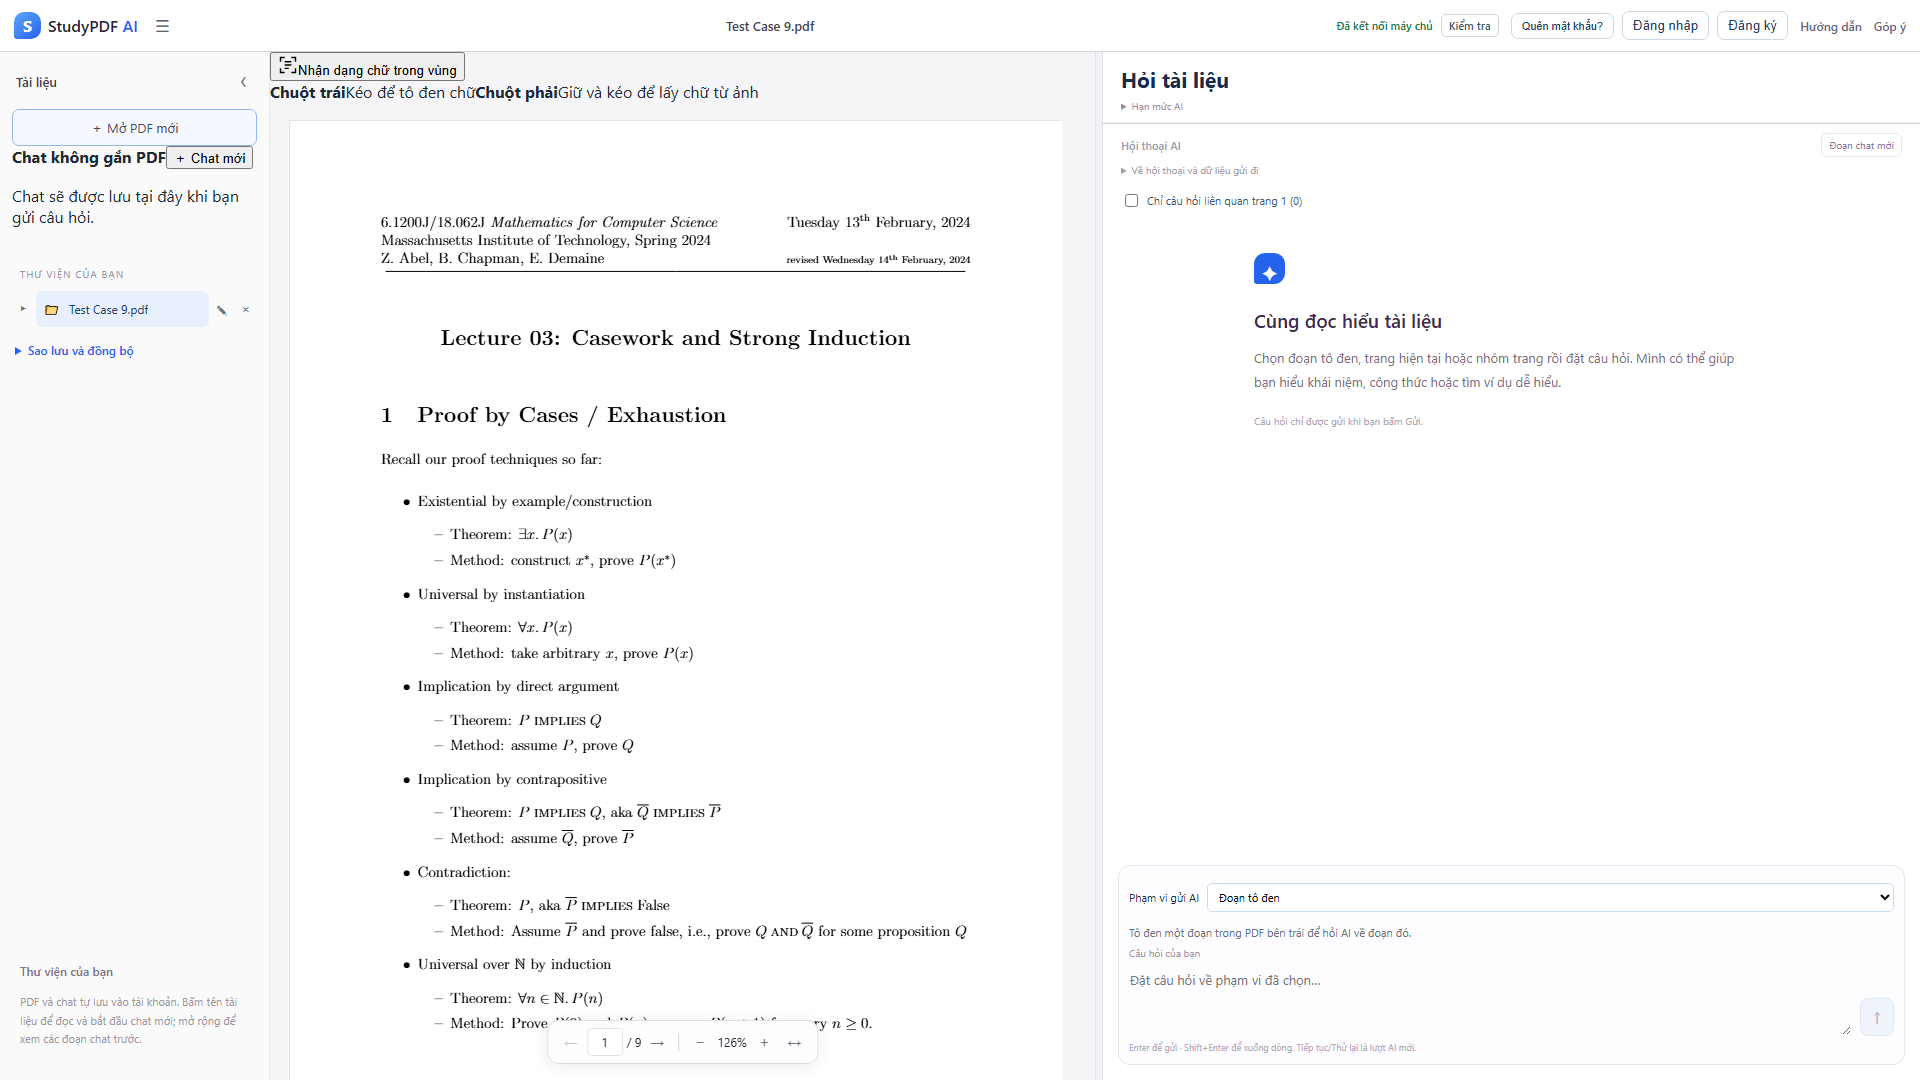 StudyPDF AI
Test Case 9.pdf
Đã kết nối máy chủ
Kiểm tra
Quên mật khẩu?
Đăng nhập
Đăng ký
Hướng dẫn
Góp ý
Tài liệu
+ Mở PDF mới
Chat không gắn PDF
+ Chat mới
Chat sẽ được lưu tại đây khi bạn
gửi câu hỏi.
THƯ VIỆN CỦA BẠN
Test Case 9.pdf
Sao lưu và đồng bộ
Thư viện của bạn
PDF và chat tự lưu vào tài khoản. Bấm tên tài
liệu để đọc và bắt đầu chat mới; mở rộng để
xem các đoạn chat trước.
Nhận dạng chữ trong vùng
Chuột tráiKéo để tô đen chữChuột phảiGiữ và kéo để lấy chữ từ ảnh
6.1200J/18.062J Mathematics for Computer Science
Tuesday 13th February, 2024
Massachusetts Institute of Technology, Spring 2024
Z. Abel, B. Chapman, E. Demaine
revised Wednesday 14th February, 2024
Lecture 03: Casework and Strong Induction
1 Proof by Cases / Exhaustion
Recall our proof techniques so far:
• Existential by example/construction
– Theorem: ∃x. P(x)
– Method: construct x*, prove P(x*)
• Universal by instantiation
– Theorem: ∀x. P(x)
– Method: take arbitrary x, prove P(x)
• Implication by direct argument
– Theorem: P IMPLIES Q
– Method: assume P, prove Q
• Implication by contrapositive
– Theorem: P IMPLIES Q, aka Q̅ IMPLIES P̅
– Method: assume Q̅, prove P̅
• Contradiction:
– Theorem: P, aka P̅ IMPLIES False
– Method: Assume P̅ and prove false, i.e., prove Q AND Q̅ for some proposition Q
• Universal over ℕ by induction
– Theorem: ∀n ∈ ℕ. P(n)
– Method: Prove n ≥ 0.
← 1 / 9 → − 126% + ↔
Hỏi tài liệu
Hạn mức AI
Hội thoại AI
Đoạn chat mới
Về hội thoại và dữ liệu gửi đi
Chỉ câu hỏi liên quan trang 1 (0)
Cùng đọc hiểu tài liệu
Chọn đoạn tô đen, trang hiện tại hoặc nhóm trang rồi đặt câu hỏi. Mình có thể giúp
bạn hiểu khái niệm, công thức hoặc tìm ví dụ dễ hiểu.
Câu hỏi chỉ được gửi khi bạn bấm Gửi.
Phạm vi gửi AI
Đoạn tô đen
Tô đen một đoạn trong PDF bên trái để hỏi AI về đoạn đó.
Câu hỏi của bạn
Đặt câu hỏi về phạm vi đã chọn...
Enter để gửi · Shift+Enter để xuống dòng. Tiếp tục/Thử lại là lượt AI mới.